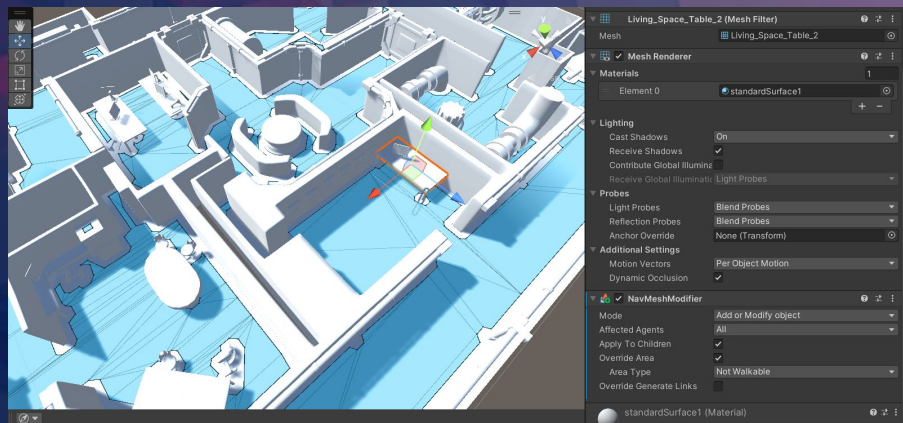 y
Living_Space_Table_2 (Mesh Filter)
Mesh Living_Space_Table_2
Mesh Renderer
Materials 1
Element 0 standardSurface1
+ -
Lighting
Cast Shadows On
Receive Shadows
Contribute Global Illumina
Receive Global Illuminatic Light Probes
Probes
Light Probes Blend Probes
Reflection Probes Blend Probes
Anchor Override None (Transform)
Additional Settings
Motion Vectors Per Object Motion
Dynamic Occlusion
NavMeshModifier
Mode Add or Modify object
Affected Agents All
Apply To Children
Override Area
Area Type Not Walkable
Override Generate Links
standardSurface1 (Material)